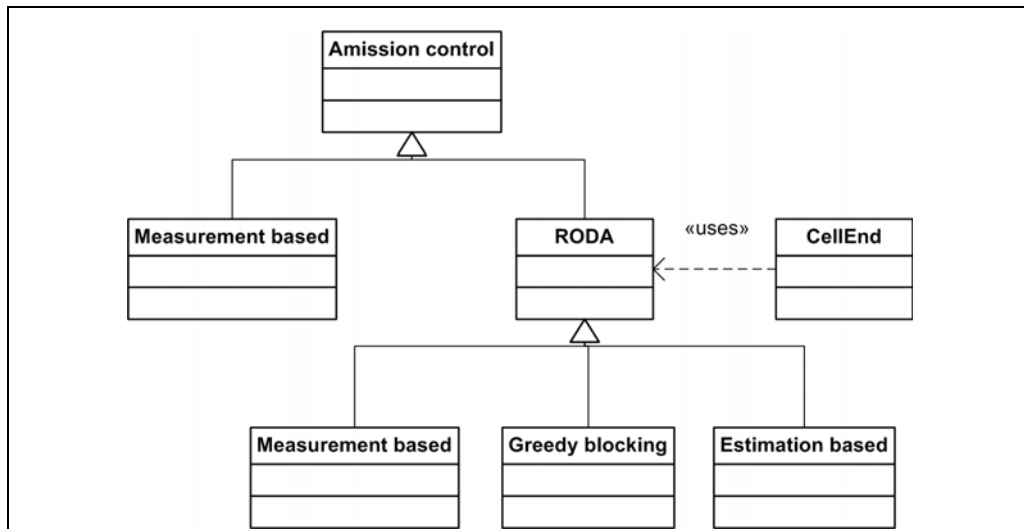 Amission control
Measurement based
RODA
«uses»
CellEnd
Measurement based
Greedy blocking
Estimation based